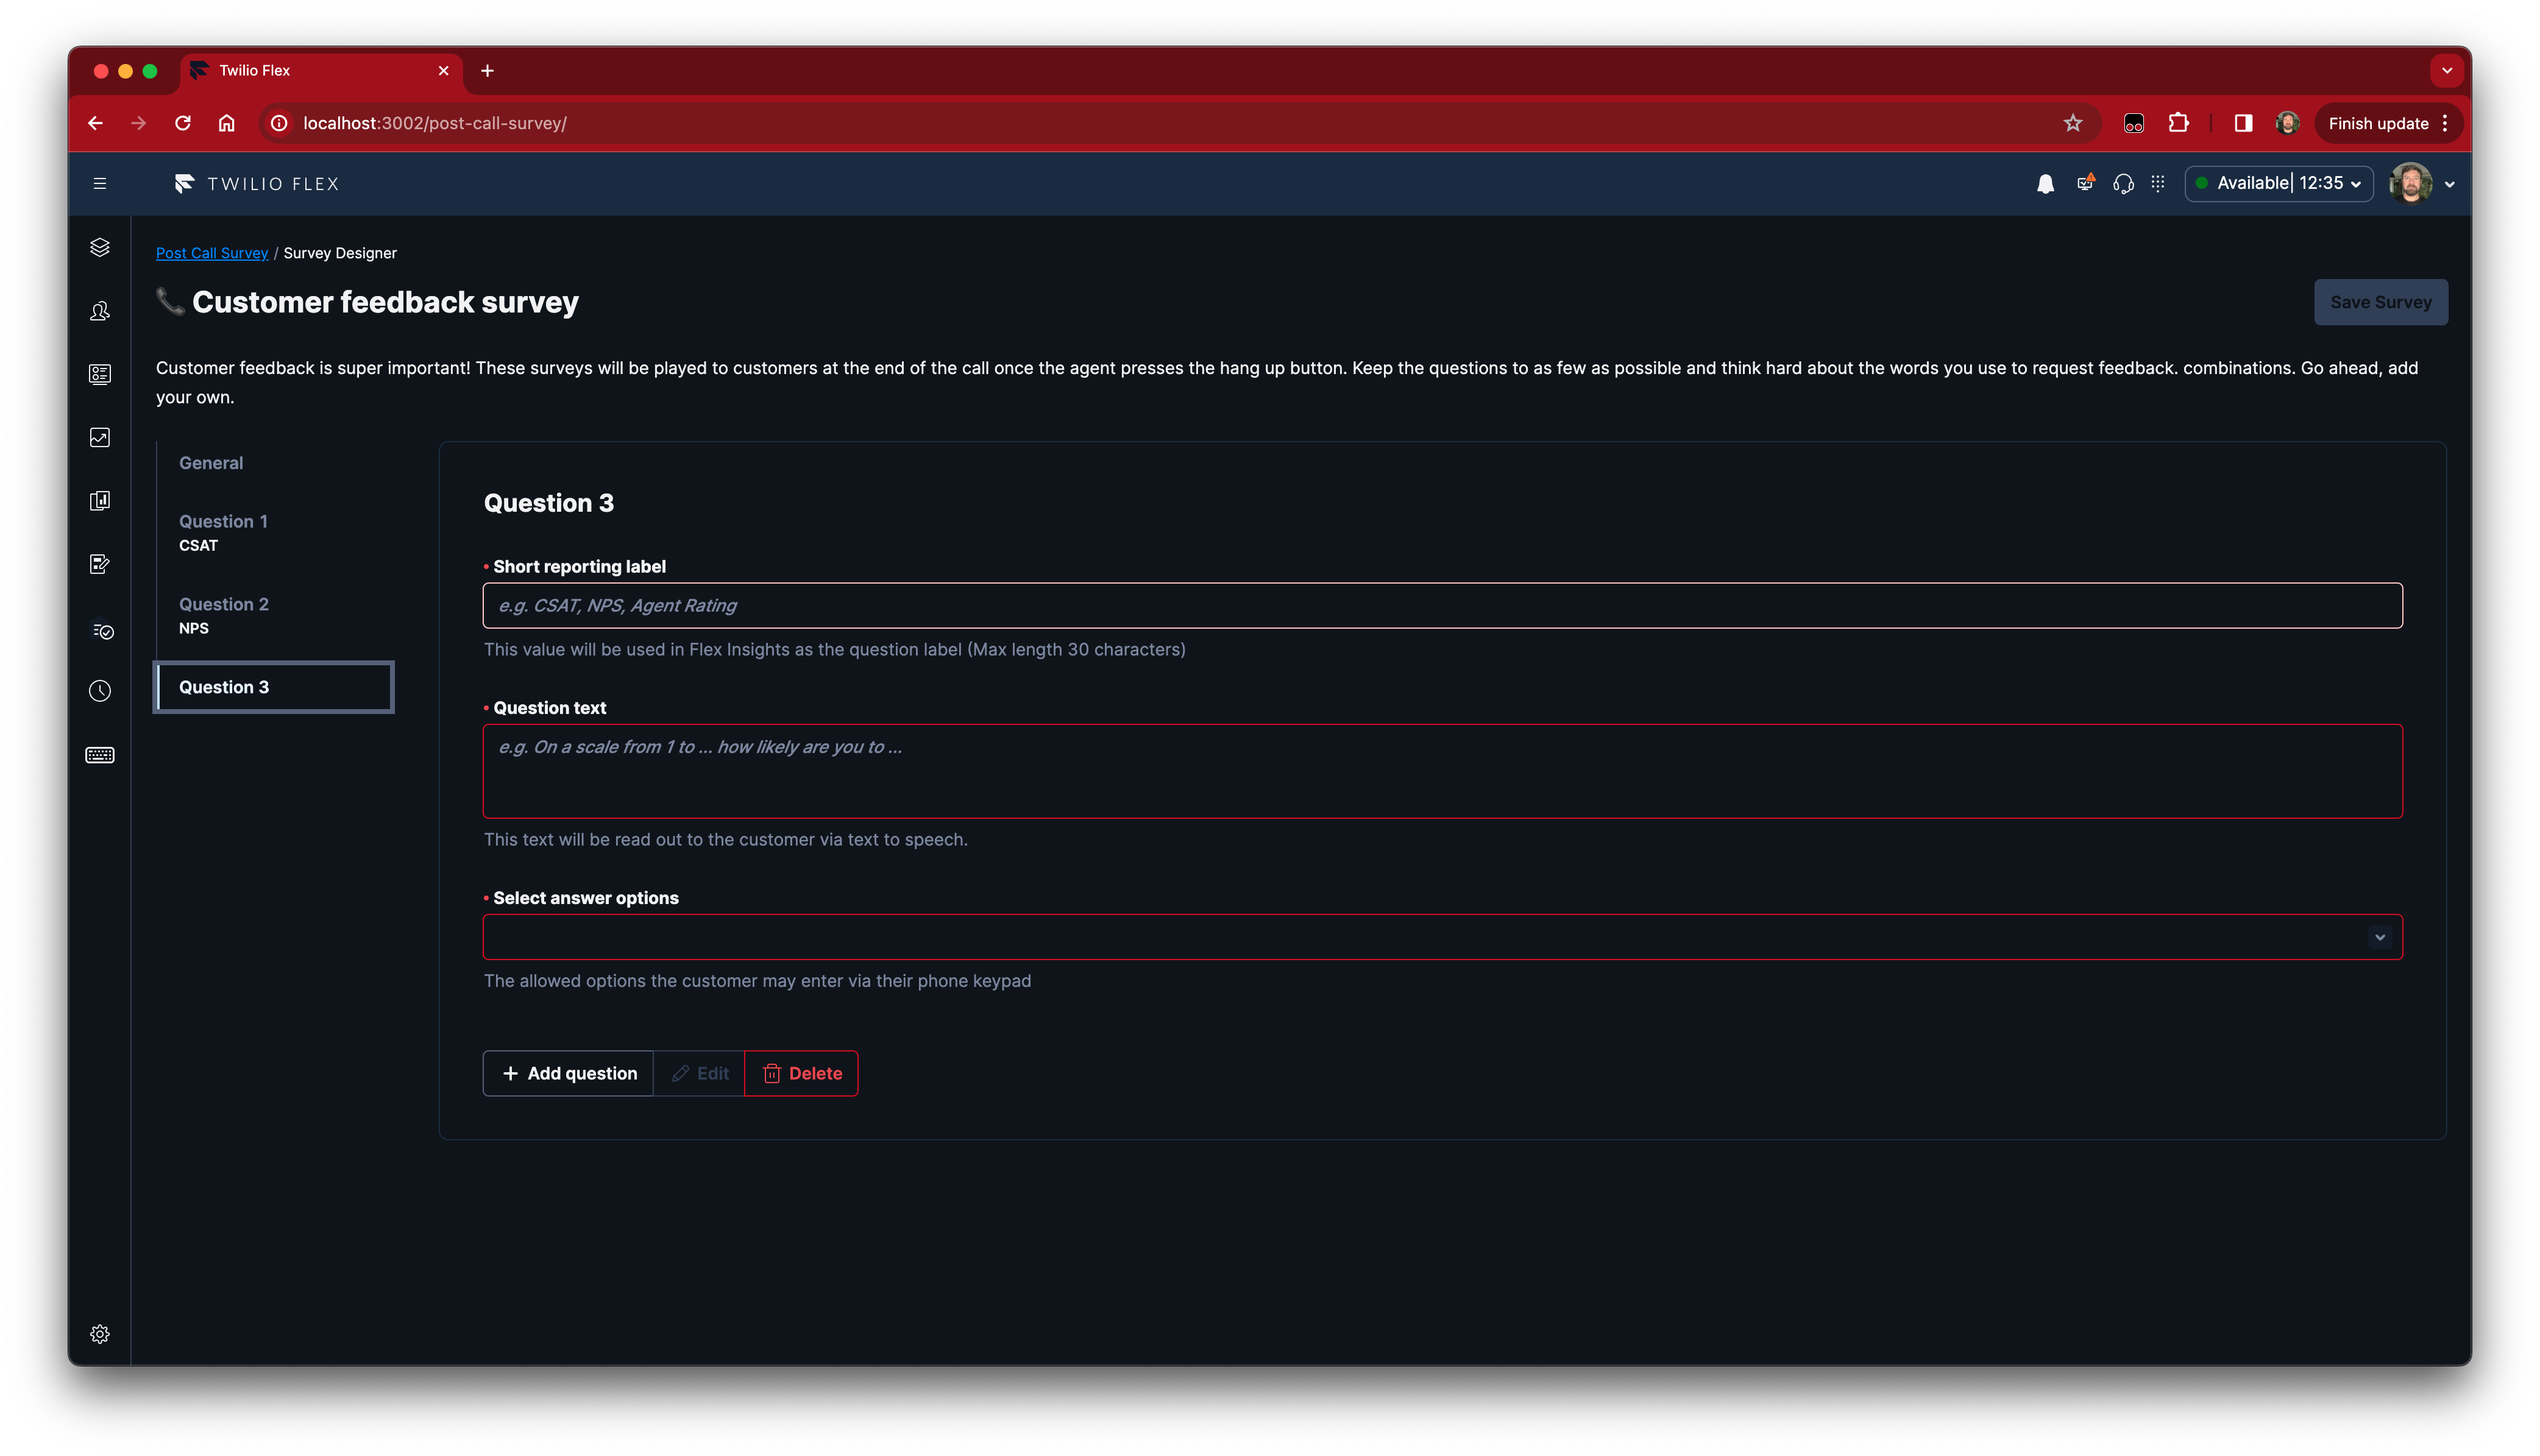 Twilio Flex
localhost:3002/post-call-survey/
Finish update
TWILIO FLEX
Available| 12:35
Post Call Survey / Survey Designer
Customer feedback survey
Save Survey
Customer feedback is super important! These surveys will be played to customers at the end of the call once the agent presses the hang up button. Keep the questions to as few as possible and think hard about the words you use to request feedback. combinations. Go ahead, add
your own.
General
Question 1
CSAT
Question 2
NPS
Question 3
Question 3
Short reporting label
e.g. CSAT, NPS, Agent Rating
This value will be used in Flex Insights as the question label (Max length 30 characters)
Question text
e.g. On a scale from 1 to ... how likely are you to ...
This text will be read out to the customer via text to speech.
Select answer options
The allowed options the customer may enter via their phone keypad
+ Add question
Edit
Delete